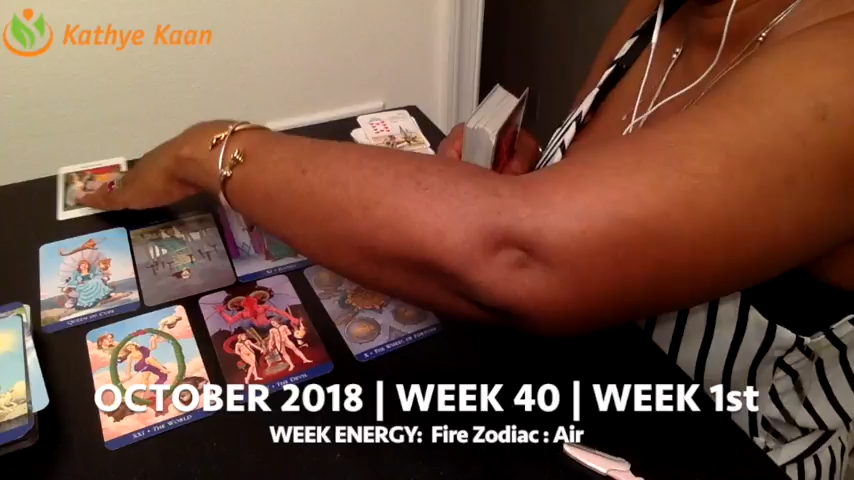 Kathye Kaan
QUEEN OF CUPS
XXI • THE WORLD
XV • THE DEVIL
X • THE WHEEL OF FORTUNE
OCTOBER 2018 | WEEK 40 | WEEK 1st
WEEK ENERGY: Fire Zodiac : Air